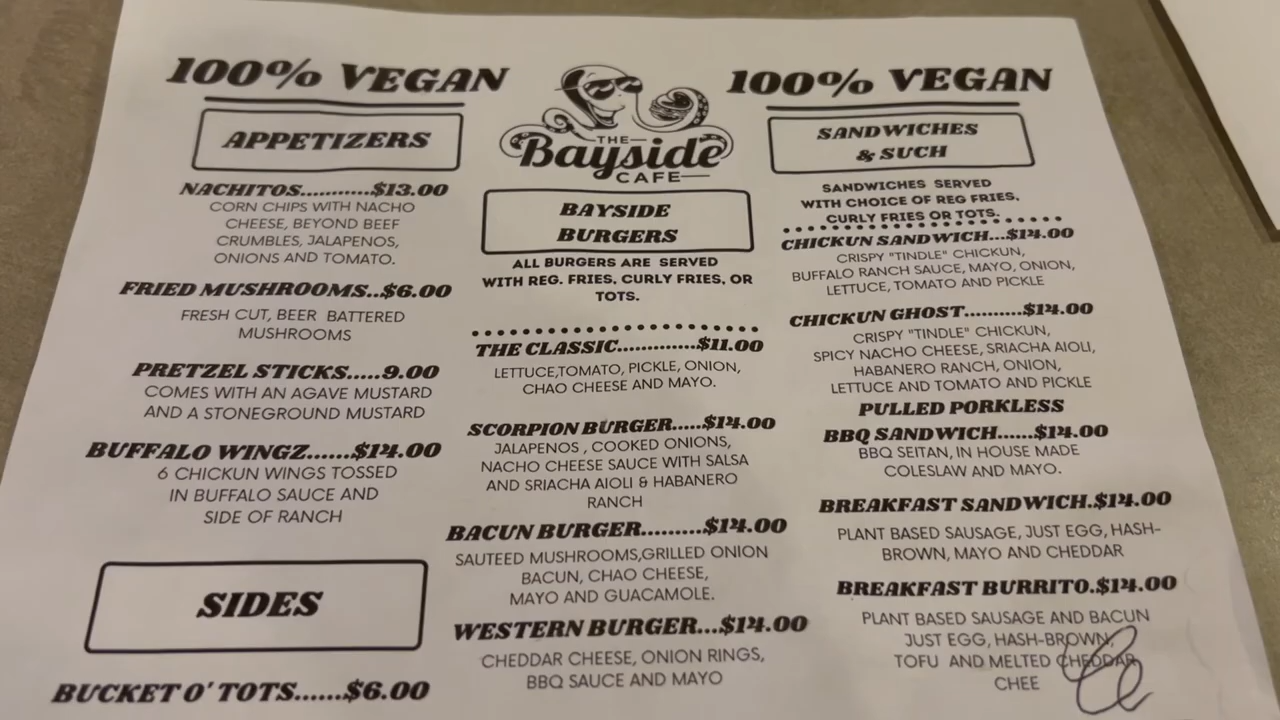 100% VEGAN
APPETIZERS
NACHITOS...........$13.00
CORN CHIPS WITH NACHO
CHEESE, BEYOND BEEF
CRUMBLES, JALAPENOS,
ONIONS AND TOMATO.
FRIED MUSHROOMS..$6.00
FRESH CUT, BEER BATTERED
MUSHROOMS
PRETZEL STICKS.....9.00
COMES WITH AN AGAVE MUSTARD
AND A STONEGROUND MUSTARD
BUFFALO WINGZ......$14.00
6 CHICKUN WINGS TOSSED
IN BUFFALO SAUCE AND
SIDE OF RANCH
SIDES
BUCKET O' TOTS......$6.00
THE
Bayside
CAFE
BAYSIDE
BURGERS
ALL BURGERS ARE SERVED
WITH REG. FRIES, CURLY FRIES, OR
TOTS.
THE CLASSIC.............$11.00
LETTUCE,TOMATO, PICKLE, ONION,
CHAO CHEESE AND MAYO.
SCORPION BURGER.....$14.00
JALAPENOS , COOKED ONIONS,
NACHO CHEESE SAUCE WITH SALSA
AND SRIACHA AIOLI & HABANERO
RANCH
BACUN BURGER.........$14.00
SAUTEED MUSHROOMS,GRILLED ONION
BACUN, CHAO CHEESE,
MAYO AND GUACAMOLE.
WESTERN BURGER...$14.00
CHEDDAR CHEESE, ONION RINGS,
BBQ SAUCE AND MAYO
100% VEGAN
SANDWICHES
& SUCH
SANDWICHES SERVED
WITH CHOICE OF REG FRIES,
CURLY FRIES OR TOTS.
CHICKUN SANDWICH...$14.00
CRISPY "TINDLE" CHICKUN,
BUFFALO RANCH SAUCE, MAYO, ONION,
LETTUCE, TOMATO AND PICKLE
CHICKUN GHOST..........$14.00
CRISPY "TINDLE" CHICKUN,
SPICY NACHO CHEESE, SRIACHA AIOLI,
HABANERO RANCH, ONION,
LETTUCE AND TOMATO AND PICKLE
PULLED PORKLESS
BBQ SANDWICH......$14.00
BBQ SEITAN, IN HOUSE MADE
COLESLAW AND MAYO.
BREAKFAST SANDWICH.$14.00
PLANT BASED SAUSAGE, JUST EGG, HASH-
BROWN, MAYO AND CHEDDAR
BREAKFAST BURRITO.$14.00
PLANT BASED SAUSAGE AND BACUN
JUST EGG, HASH-BROWN,
TOFU AND MELTED CHEDDAR
CHEE